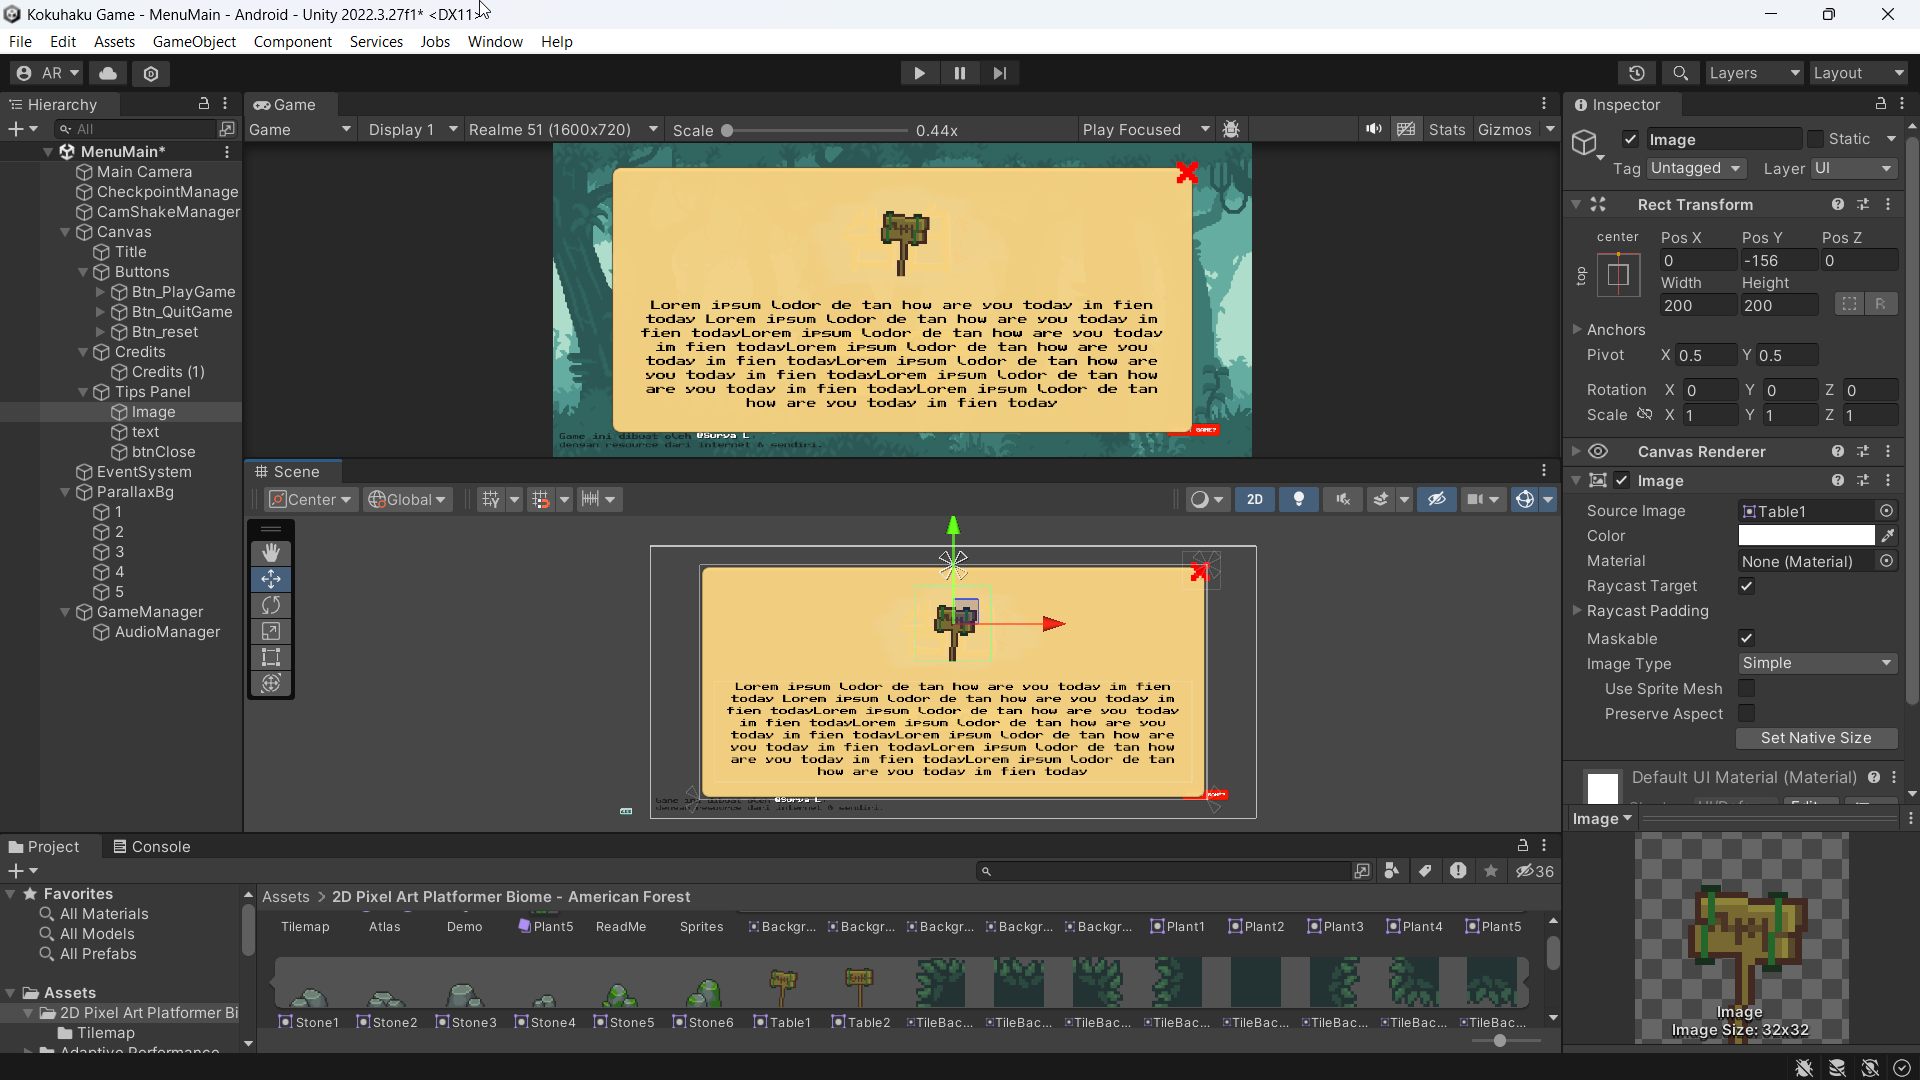 Kokuhaku Game - MenuMain - Android - Unity 2022.3.27f1* <DX11>
File Edit Assets GameObject Component Services Jobs Window Help
AR
Layers Layout
Hierarchy
All
MenuMain*
Main Camera
CheckpointManage
CamShakeManager
Canvas
Title
Buttons
Btn_PlayGame
Btn_QuitGame
Btn_reset
Credits
Credits (1)
Tips Panel
Image
text
btnClose
EventSystem
ParallaxBg
1
2
3
4
5
GameManager
AudioManager
Game
Game Display 1 Realme 51 (1600x720) Scale 0.44x Play Focused Stats Gizmos
Lorem ipsum Lodor de tan how are you today im fien
today Lorem ipsum Lodor de tan how are you today im
fien todayLorem ipsum Lodor de tan how are you today
im fien todayLorem ipsum Lodor de tan how are you
today im fien todayLorem ipsum Lodor de tan how are
you today im fien todayLorem ipsum Lodor de tan how
are you today im fien todayLorem ipsum Lodor de tan
how are you today im fien today
Game ini dibuat oleh @Surya L
dengan resource dari internet & sendiri.
GAME?
Scene
Center Global 2D
Lorem ipsum Lodor de tan how are you today im fien
today Lorem ipsum Lodor de tan how are you today im
fien todayLorem ipsum Lodor de tan how are you today
im fien todayLorem ipsum Lodor de tan how are you
today im fien todayLorem ipsum Lodor de tan how are
you today im fien todayLorem ipsum Lodor de tan how
are you today im fien todayLorem ipsum Lodor de tan
how are you today im fien today
Game ini dibuat oleh @Surya L
dengan resource dari internet & sendiri.
Inspector
Image Static
Tag Untagged Layer UI
Rect Transform
center Pos X Pos Y Pos Z
top 0 -156 0
Width Height
200 200 R
Anchors
Pivot X 0.5 Y 0.5
Rotation X 0 Y 0 Z 0
Scale X 1 Y 1 Z 1
Canvas Renderer
Image
Source Image Table1
Color
Material None (Material)
Raycast Target
Raycast Padding
Maskable
Image Type Simple
Use Sprite Mesh
Preserve Aspect
Set Native Size
Default UI Material (Material)
Image
Image
Image Size: 32x32
Project Console
36
Favorites
All Materials
All Models
All Prefabs
Assets
2D Pixel Art Platformer Bi
Tilemap
Adaptive Performance
Assets > 2D Pixel Art Platformer Biome - American Forest
Tilemap Atlas Demo Plant5 ReadMe Sprites Backgr... Backgr... Backgr... Backgr... Backgr... Plant1 Plant2 Plant3 Plant4 Plant5
Stone1 Stone2 Stone3 Stone4 Stone5 Stone6 Table1 Table2 TileBac... TileBac... TileBac... TileBac... TileBac... TileBac... TileBac... TileBac...